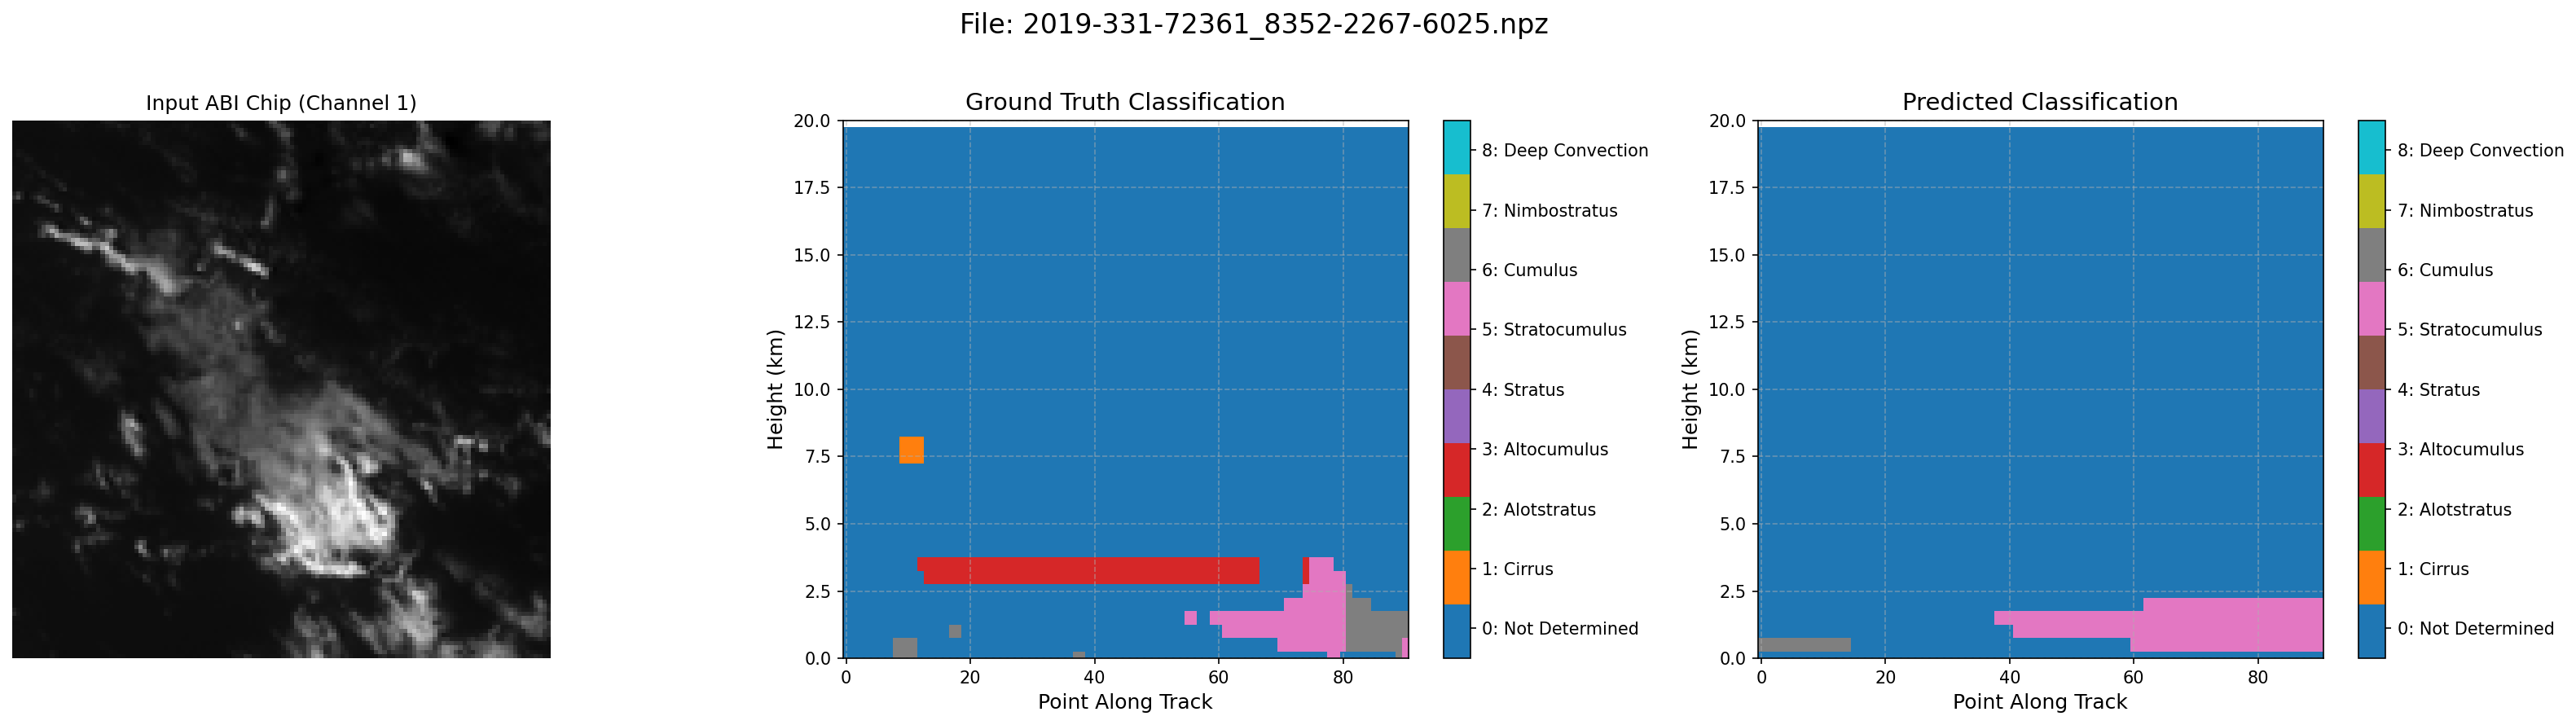 File: 2019-331-72361_8352-2267-6025.npz
Input ABI Chip (Channel 1)
Ground Truth Classification
Height (km)
20.0
17.5
15.0
12.5
10.0
7.5
5.0
2.5
0.0
0 20 40 60 80
Point Along Track
8: Deep Convection
7: Nimbostratus
6: Cumulus
5: Stratocumulus
4: Stratus
3: Altocumulus
2: Alotstratus
1: Cirrus
0: Not Determined
Predicted Classification
Height (km)
20.0
17.5
15.0
12.5
10.0
7.5
5.0
2.5
0.0
0 20 40 60 80
Point Along Track
8: Deep Convection
7: Nimbostratus
6: Cumulus
5: Stratocumulus
4: Stratus
3: Altocumulus
2: Alotstratus
1: Cirrus
0: Not Determined